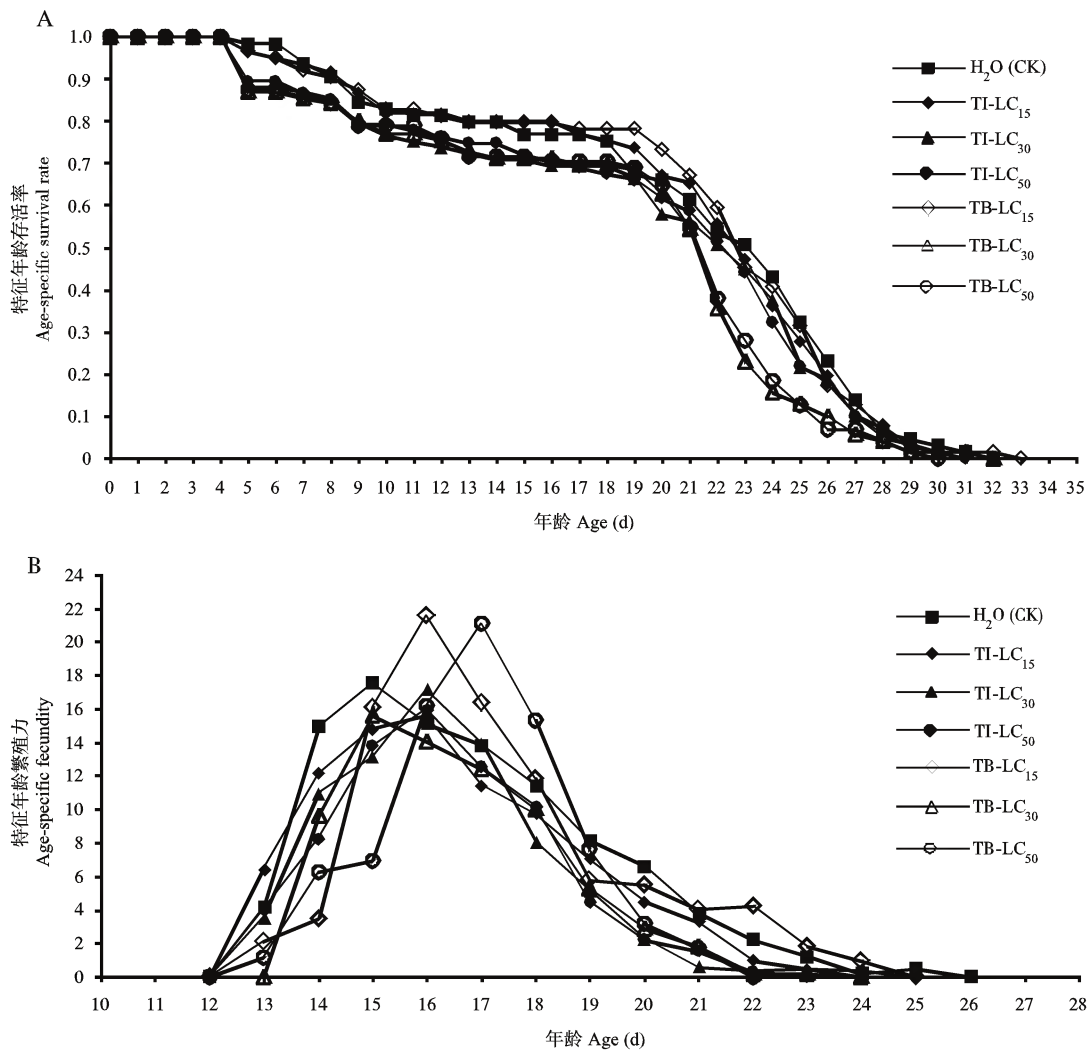 A
特征年龄存活率
Age-specific survival rate
1.0
0.9
0.8
0.7
0.6
0.5
0.4
0.3
0.2
0.1
0
0 1 2 3 4 5 6 7 8 9 10 11 12 13 14 15 16 17 18 19 20 21 22 23 24 25 26 27 28 29 30 31 32 33 34 35
年龄 Age (d)
H₂O (CK)
TI-LC₁₅
TI-LC₃₀
TI-LC₅₀
TB-LC₁₅
TB-LC₃₀
TB-LC₅₀
B
特征年龄繁殖力
Age-specific fecundity
24
22
20
18
16
14
12
10
8
6
4
2
0
10 11 12 13 14 15 16 17 18 19 20 21 22 23 24 25 26 27 28
年龄 Age (d)
H₂O (CK)
TI-LC₁₅
TI-LC₃₀
TI-LC₅₀
TB-LC₁₅
TB-LC₃₀
TB-LC₅₀